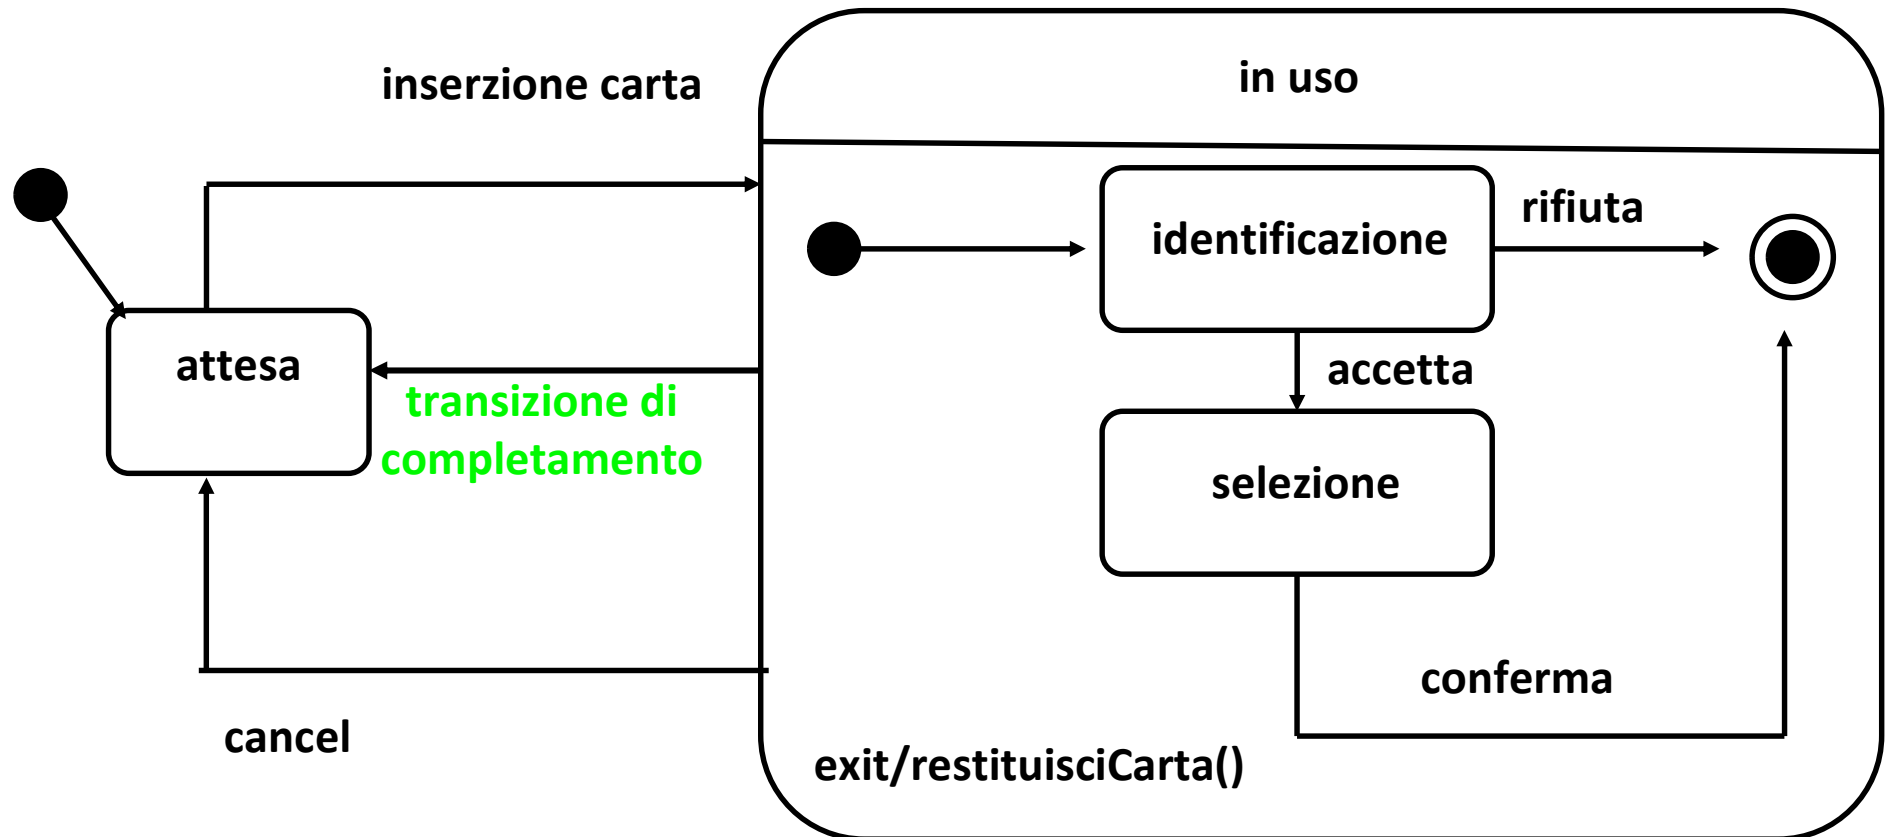 inserzione carta
in uso
identificazione
rifiuta
attesa
accetta
transizione di
completamento
selezione
conferma
cancel
exit/restituisciCarta()